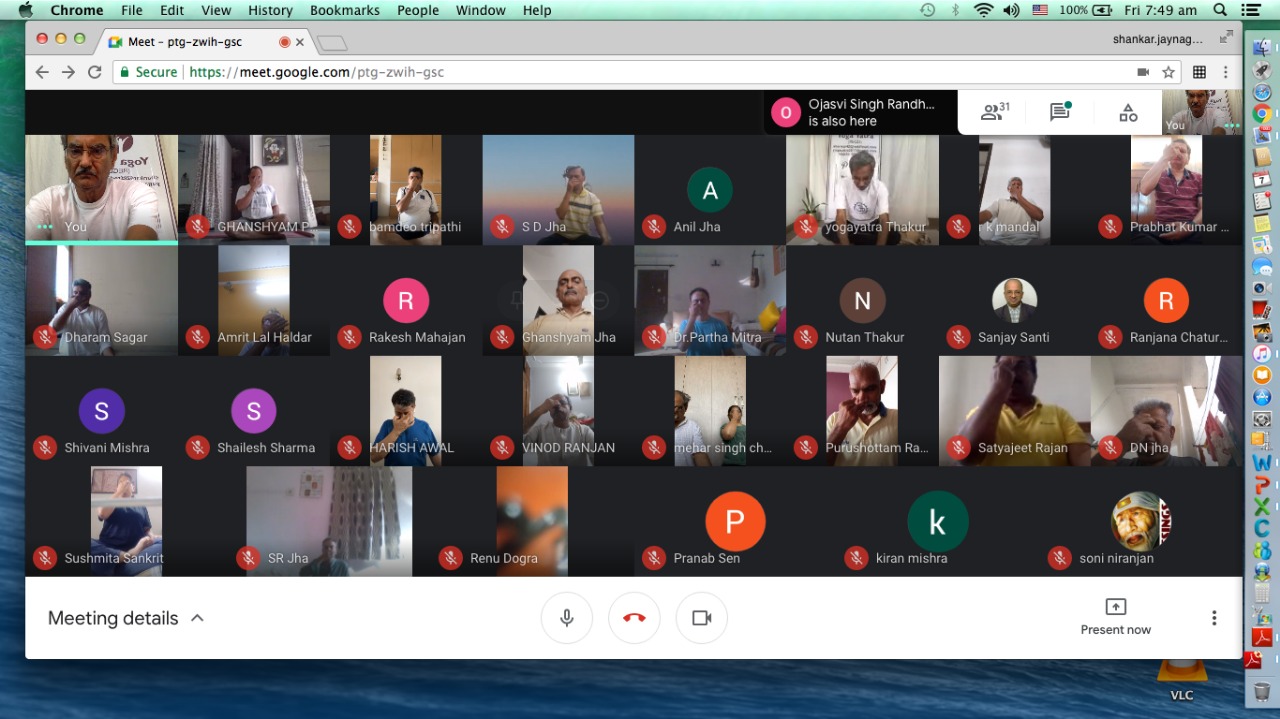 Chrome File Edit View History Bookmarks People Window Help 100% Fri 7:49 am
Meet - ptg-zwih-gsc
shankar.jaynag...
Secure https://meet.google.com/ptg-zwih-gsc
O
Ojasvi Singh Randh...
is also here
31
You
Yoga
You
GHANSHYAM P...
bamdeo tripathi
S D Jha
A
Anil Jha
yogayatra Thakur
r k mandal
Prabhat Kumar ...
Dharam Sagar
Amrit Lal Haldar
R
Rakesh Mahajan
Ghanshyam Jha
Dr.Partha Mitra
N
Nutan Thakur
Sanjay Santi
R
Ranjana Chatur...
S
Shivani Mishra
S
Shailesh Sharma
HARISH AWAL
VINOD RANJAN
mehar singh ch...
Purushottam Ra...
Satyajeet Rajan
DN jha
Sushmita Sankrit
SR Jha
Renu Dogra
P
Pranab Sen
k
kiran mishra
soni niranjan
Meeting details
Present now
VLC